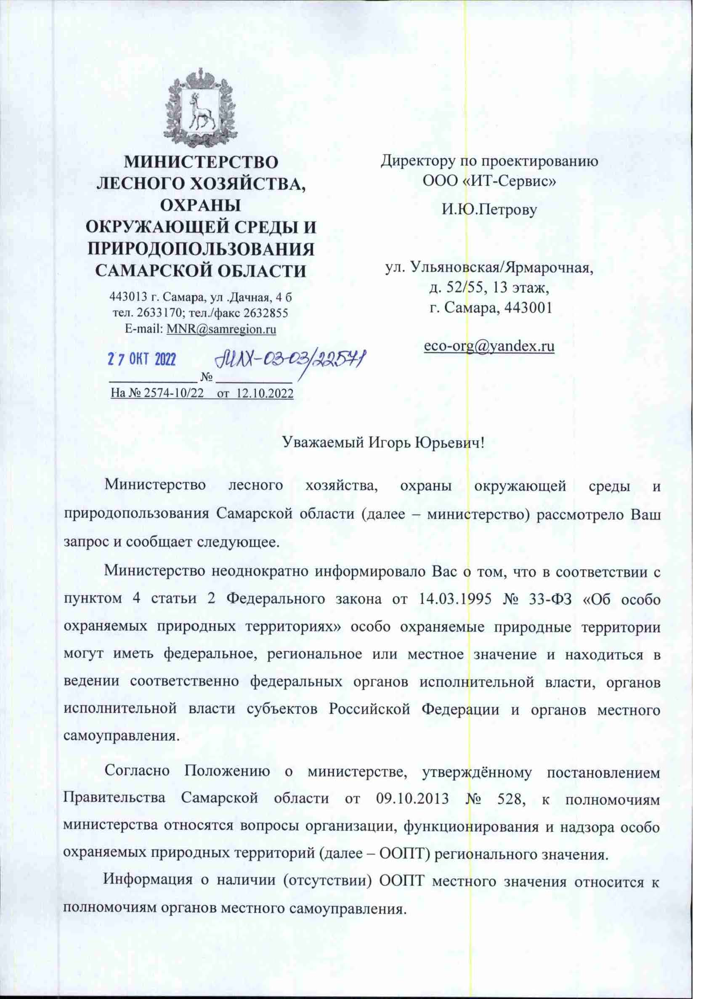 МИНИСТЕРСТВО
ЛЕСНОГО ХОЗЯЙСТВА,
ОХРАНЫ
ОКРУЖАЮЩЕЙ СРЕДЫ И
ПРИРОДОПОЛЬЗОВАНИЯ
САМАРСКОЙ ОБЛАСТИ
443013 г. Самара, ул .Дачная, 4 б
тел. 2633170; тел./факс 2632855
E-mail: MNR@samregion.ru
27 ОКТ 2022 МЛХ-03-03/22571
№
На № 2574-10/22 от 12.10.2022
Директору по проектированию
ООО «ИТ-Сервис»
И.Ю.Петрову
ул. Ульяновская/Ярмарочная,
д. 52/55, 13 этаж,
г. Самара, 443001
eco-org@yandex.ru
Уважаемый Игорь Юрьевич!
Министерство лесного хозяйства, охраны окружающей среды и
природопользования Самарской области (далее – министерство) рассмотрело Ваш
запрос и сообщает следующее.
Министерство неоднократно информировало Вас о том, что в соответствии с
пунктом 4 статьи 2 Федерального закона от 14.03.1995 № 33-ФЗ «Об особо
охраняемых природных территориях» особо охраняемые природные территории
могут иметь федеральное, региональное или местное значение и находиться в
ведении соответственно федеральных органов исполнительной власти, органов
исполнительной власти субъектов Российской Федерации и органов местного
самоуправления.
Согласно Положению о министерстве, утверждённому постановлением
Правительства Самарской области от 09.10.2013 № 528, к полномочиям
министерства относятся вопросы организации, функционирования и надзора особо
охраняемых природных территорий (далее – ООПТ) регионального значения.
Информация о наличии (отсутствии) ООПТ местного значения относится к
полномочиям органов местного самоуправления.